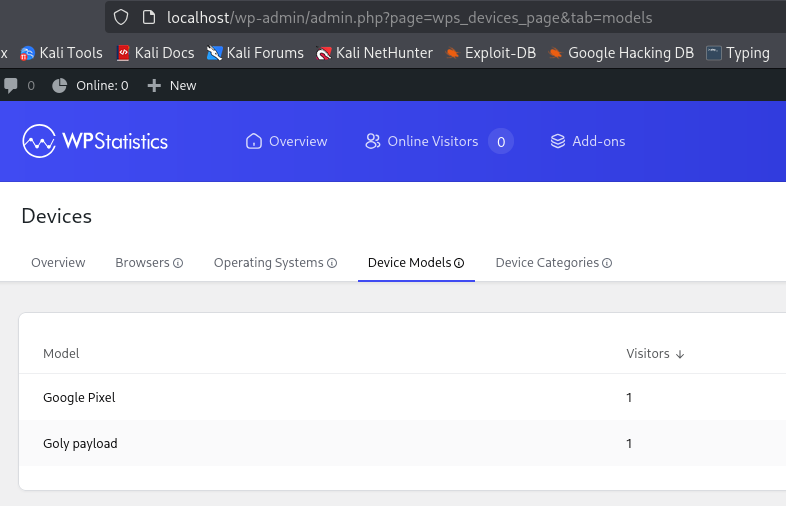 localhost/wp-admin/admin.php?page=wps_devices_page&tab=models
x Kali Tools Kali Docs Kali Forums Kali NetHunter Exploit-DB Google Hacking DB Typing
0 Online: 0 New
WPStatistics Overview Online Visitors 0 Add-ons
Devices
Overview Browsers Operating Systems Device Models Device Categories
Model Visitors ↓
Google Pixel 1
Goly payload 1